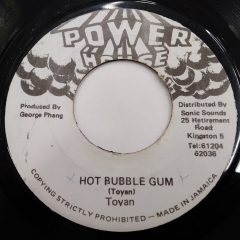 POWER
HOUSE
Produced By
George Phang
Distributed By
Sonic Sounds
25 Retirement
Road
Kingston 5
Tel:61204
62036
HOT BUBBLE GUM
(Toyan)
Toyan
COPYING STRICTLY PROHIBITED — MADE IN JAMAICA